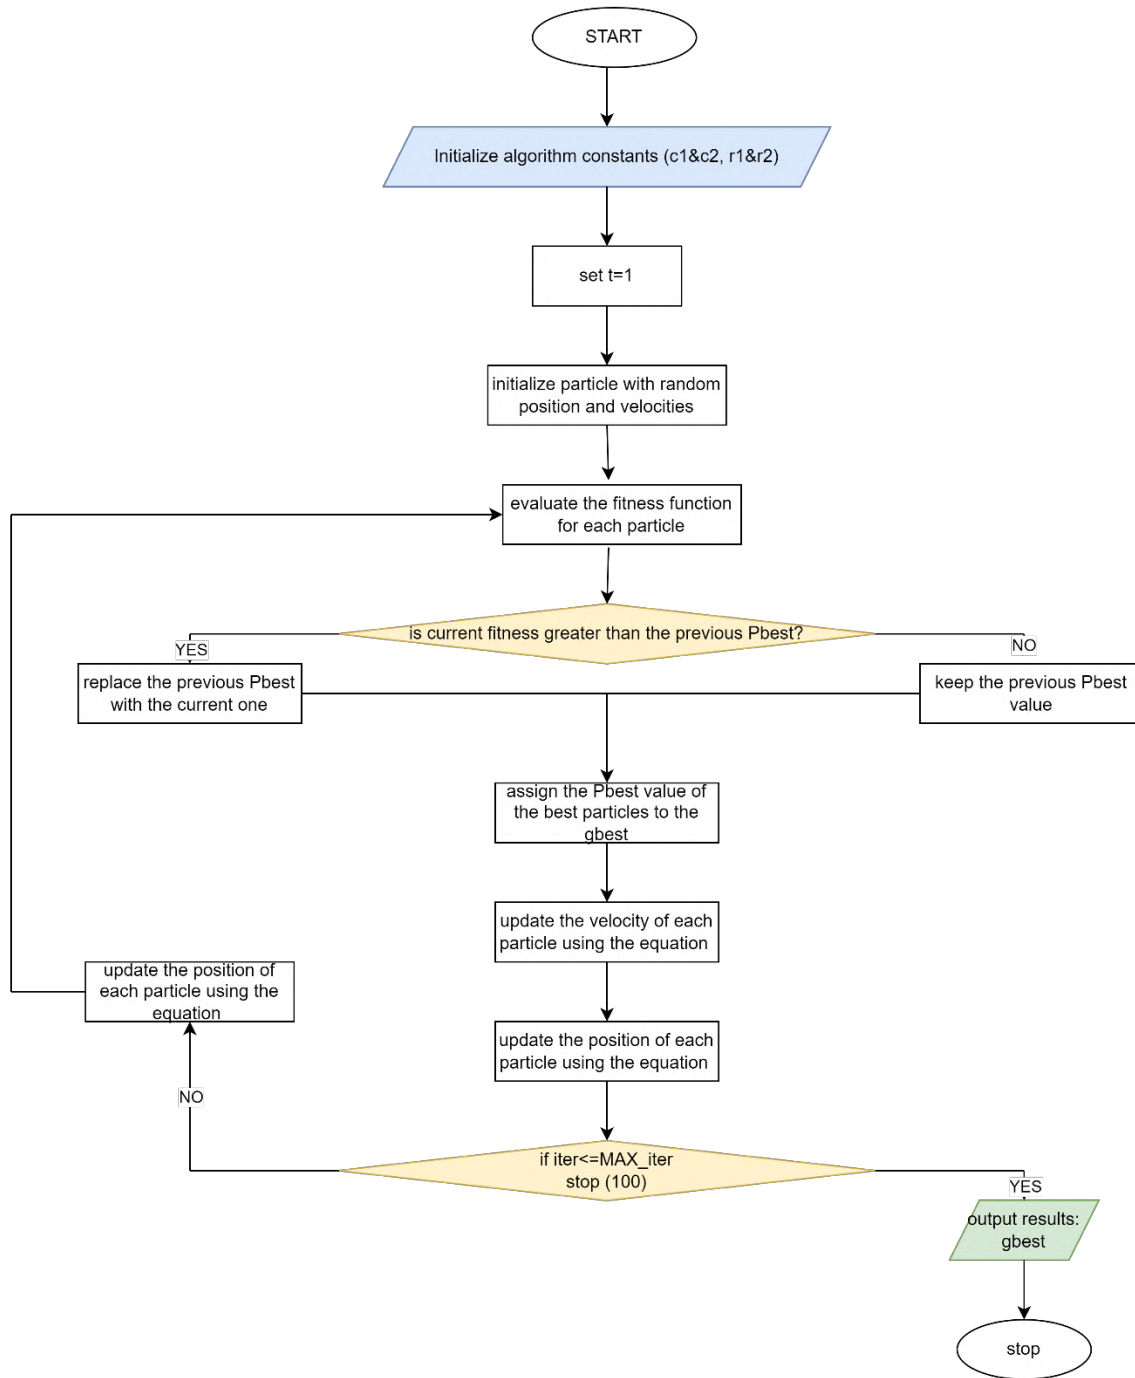 START
Initialize algorithm constants (c1&c2, r1&r2)
set t=1
initialize particle with random
position and velocities
evaluate the fitness function
for each particle
is current fitness greater than the previous Pbest?
YES
NO
replace the previous Pbest
with the current one
keep the previous Pbest
value
assign the Pbest value of
the best particles to the
gbest
update the velocity of each
particle using the equation
update the position of
each particle using the
equation
update the position of each
particle using the equation
NO
if iter<=MAX_iter
stop (100)
YES
output results:
gbest
stop